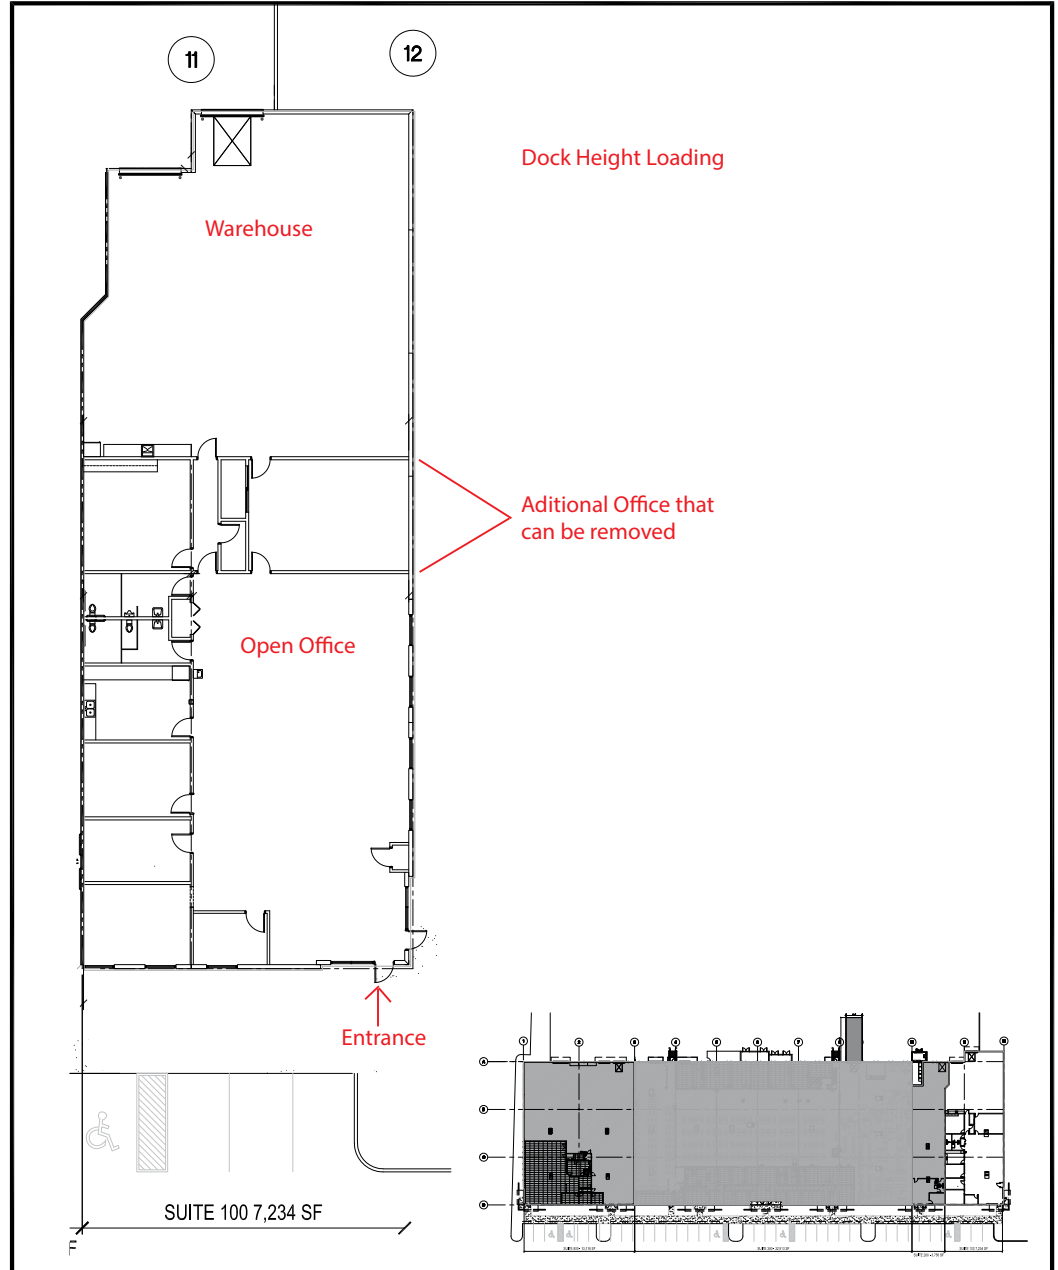 11
12
Dock Height Loading
Warehouse
Aditional Office that
can be removed
Open Office
Entrance
SUITE 100 7,234 SF
F